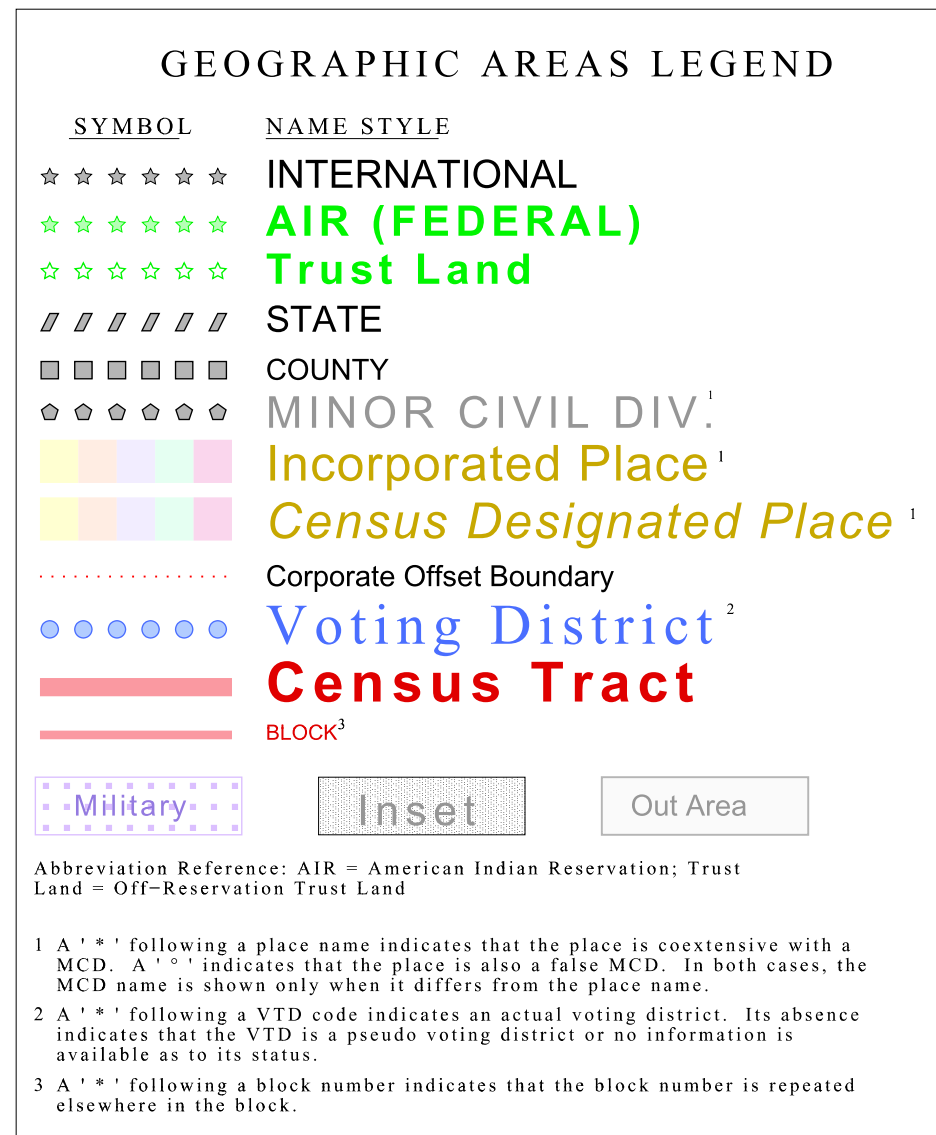 GEOGRAPHIC AREAS LEGEND
SYMBOL NAME STYLE
INTERNATIONAL
AIR (FEDERAL)
Trust Land
STATE
COUNTY
MINOR CIVIL DIV.1
Incorporated Place 1
Census Designated Place 1
Corporate Offset Boundary
Voting District 2
Census Tract
BLOCK3
Military Inset Out Area
Abbreviation Reference: AIR = American Indian Reservation; Trust
Land = Off−Reservation Trust Land
1 A ' * ' following a place name indicates that the place is coextensive with a
MCD. A ' ° ' indicates that the place is also a false MCD. In both cases, the
MCD name is shown only when it differs from the place name.
2 A ' * ' following a VTD code indicates an actual voting district. Its absence
indicates that the VTD is a pseudo voting district or no information is
available as to its status.
3 A ' * ' following a block number indicates that the block number is repeated
elsewhere in the block.